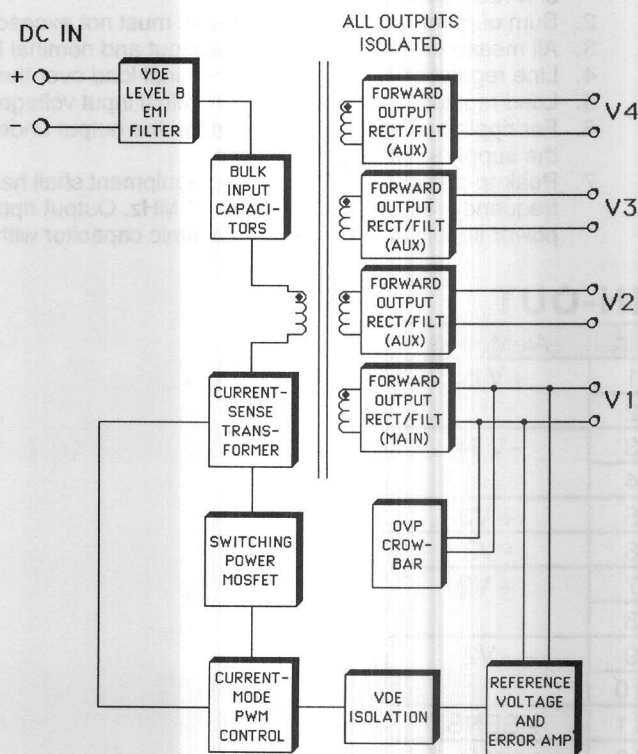 DC IN
+
-
VDE
LEVEL B
EMI
FILTER
BULK
INPUT
CAPACI-
TORS
CURRENT-
SENSE
TRANS-
FORMER
SWITCHING
POWER
MOSFET
CURRENT-
MODE
PWM
CONTROL
VDE
ISOLATION
REFERENCE
VOLTAGE
AND
ERROR AMP
OVP
CROW-
BAR
ALL OUTPUTS
ISOLATED
FORWARD
OUTPUT
RECT/FILT
(AUX)
V4
FORWARD
OUTPUT
RECT/FILT
(AUX)
V3
FORWARD
OUTPUT
RECT/FILT
(AUX)
V2
FORWARD
OUTPUT
RECT/FILT
(MAIN)
V1